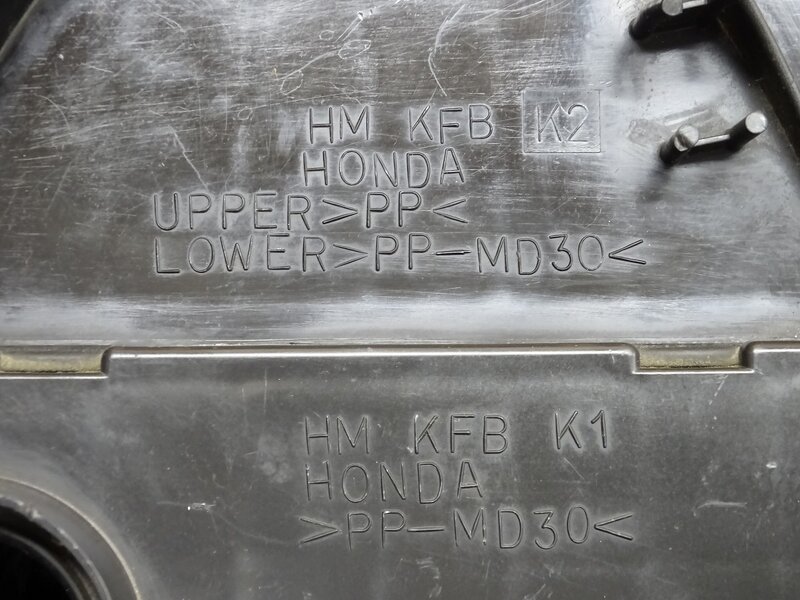 HM KFB K2
HONDA
UPPER>PP<
LOWER>PP-MD30<
HM KFB K1
HONDA
>PP-MD30<